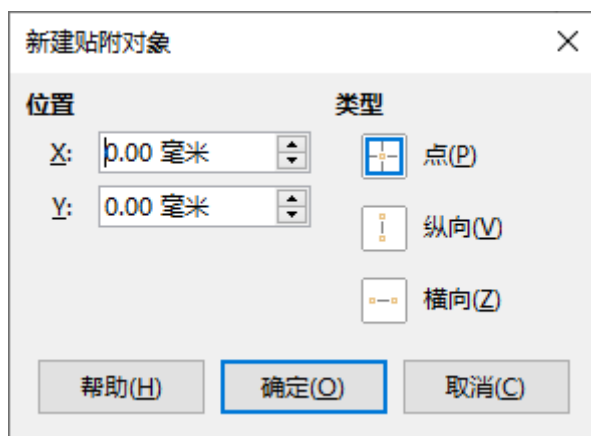 新建贴附对象
位置
X: 0.00 毫米
Y: 0.00 毫米
类型
点(P)
纵向(V)
横向(Z)
帮助(H)
确定(O)
取消(C)